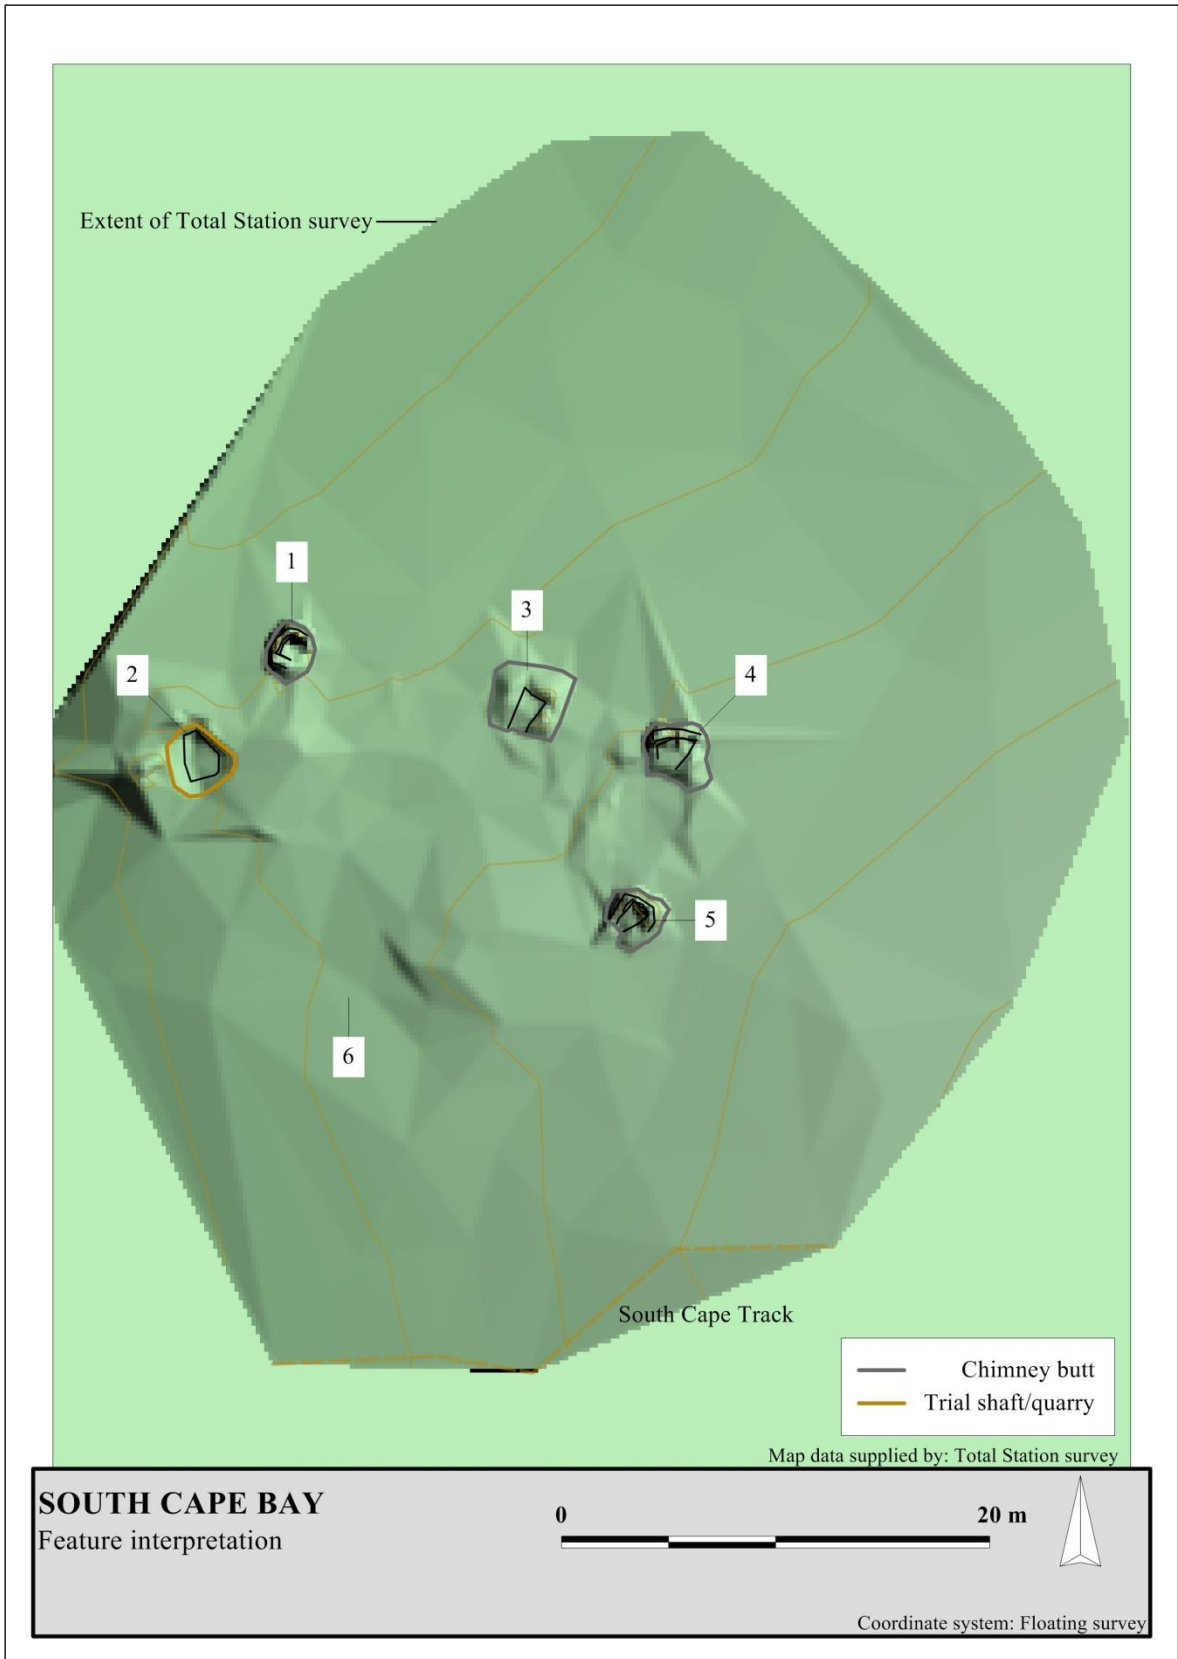 Extent of Total Station survey
1
3
2
4
5
6
South Cape Track
Chimney butt
Trial shaft/quarry
Map data supplied by: Total Station survey
SOUTH CAPE BAY
Feature interpretation
0 20 m
Coordinate system: Floating survey